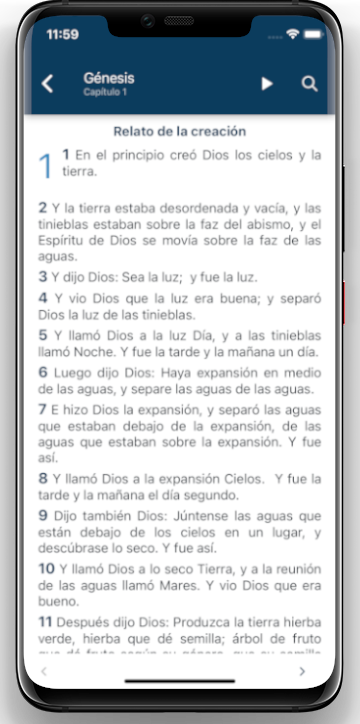 11:59
Génesis
Capítulo 1
Relato de la creación
1 1 En el principio creó Dios los cielos y la
tierra.
2 Y la tierra estaba desordenada y vacía, y las
tinieblas estaban sobre la faz del abismo, y el
Espíritu de Dios se movía sobre la faz de las
aguas.
3 Y dijo Dios: Sea la luz; y fue la luz.
4 Y vio Dios que la luz era buena; y separó
Dios la luz de las tinieblas.
5 Y llamó Dios a la luz Día, y a las tinieblas
llamó Noche. Y fue la tarde y la mañana un día.
6 Luego dijo Dios: Haya expansión en medio
de las aguas, y separe las aguas de las aguas.
7 E hizo Dios la expansión, y separó las aguas
que estaban debajo de la expansión, de las
aguas que estaban sobre la expansión. Y fue
así.
8 Y llamó Dios a la expansión Cielos. Y fue la
tarde y la mañana el día segundo.
9 Dijo también Dios: Júntense las aguas que
están debajo de los cielos en un lugar, y
descúbrase lo seco. Y fue así.
10 Y llamó Dios a lo seco Tierra, y a la reunión
de las aguas llamó Mares. Y vio Dios que era
bueno.
11 Después dijo Dios: Produzca la tierra hierba
verde, hierba que dé semilla; árbol de fruto
que dé fruto según su género, que su semilla